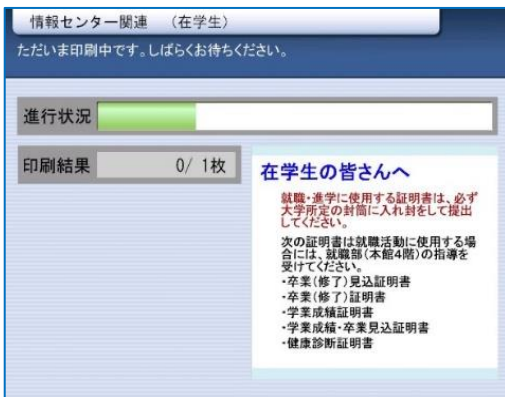 情報センター関連 (在学生)
ただいま印刷中です。しばらくお待ちください。
進行状況
印刷結果 0/ 1枚
在学生の皆さんへ
就職・進学に使用する証明書は、必ず
大学所定の封筒に入れ封をして提出
してください。
次の証明書は就職活動に使用する場
合には、就職部(本館4階)の指導を
受けてください。
・卒業(修了)見込証明書
・卒業(修了)証明書
・学業成績証明書
・学業成績・卒業見込証明書
・健康診断証明書